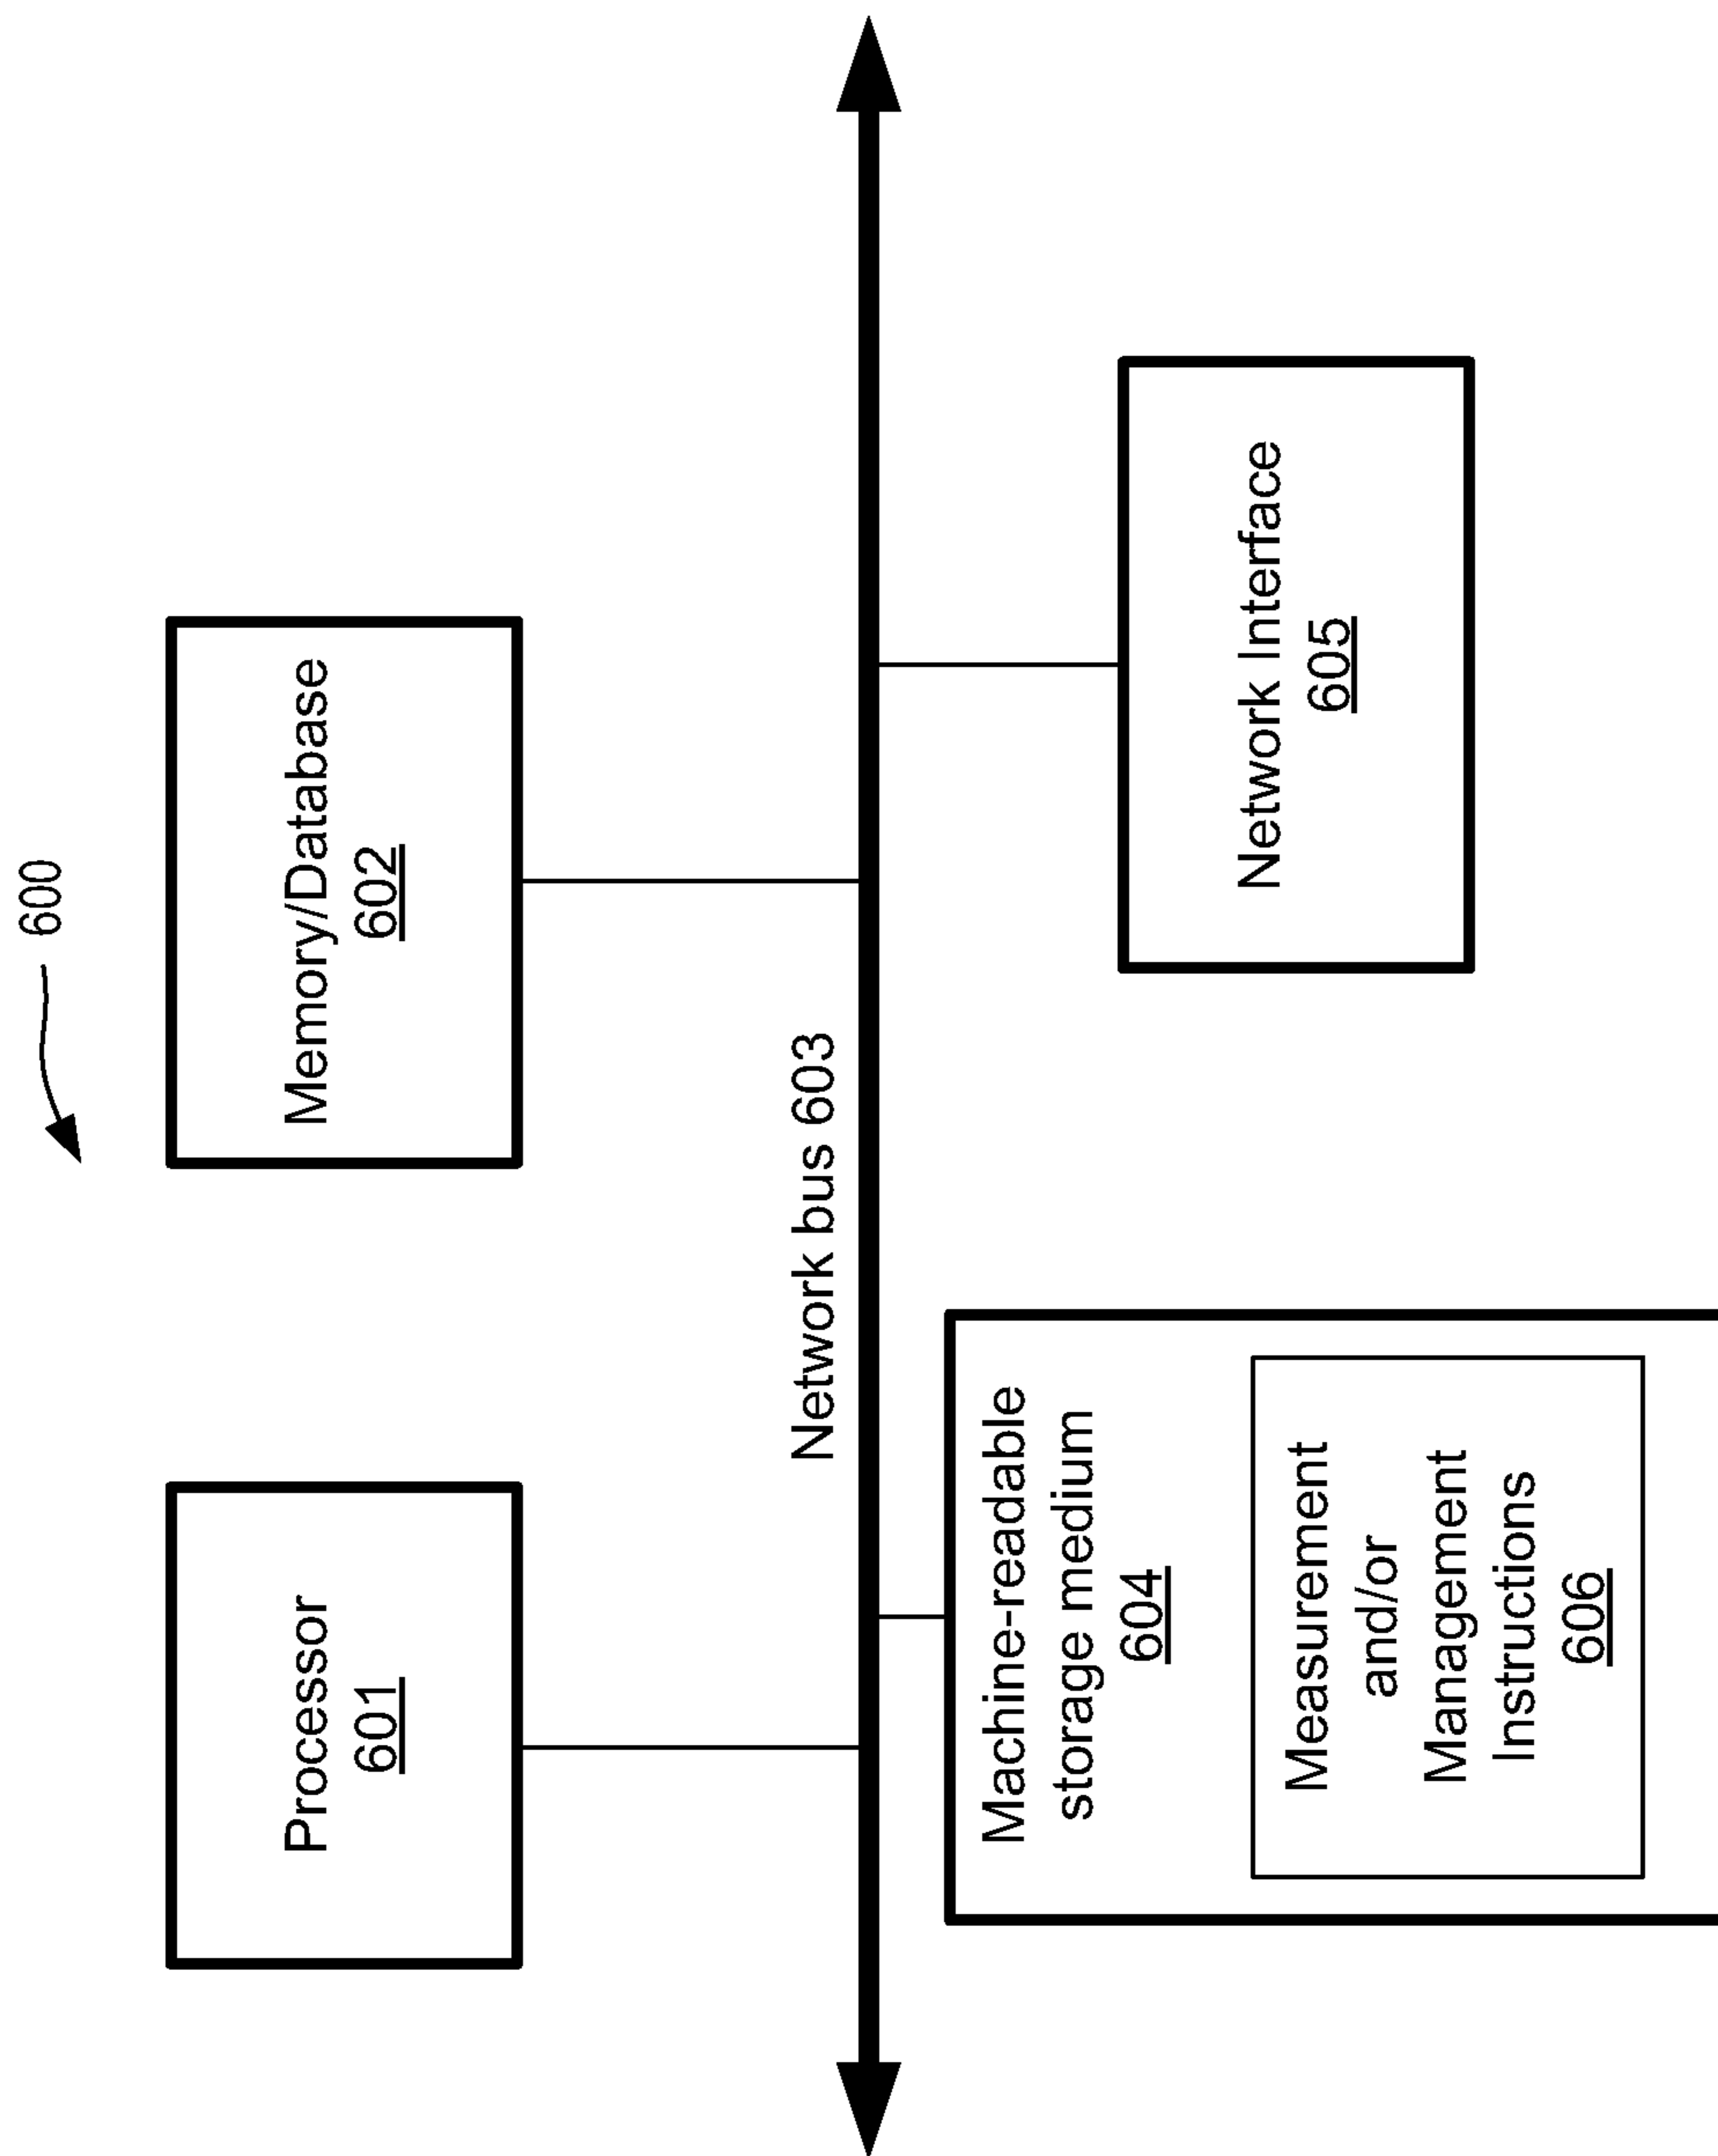 600
Processor
601
Memory/Database
602
Network bus 603
Machine-readable
storage medium
604
Measurement
and/or
Management
Instructions
606
Network Interface
605